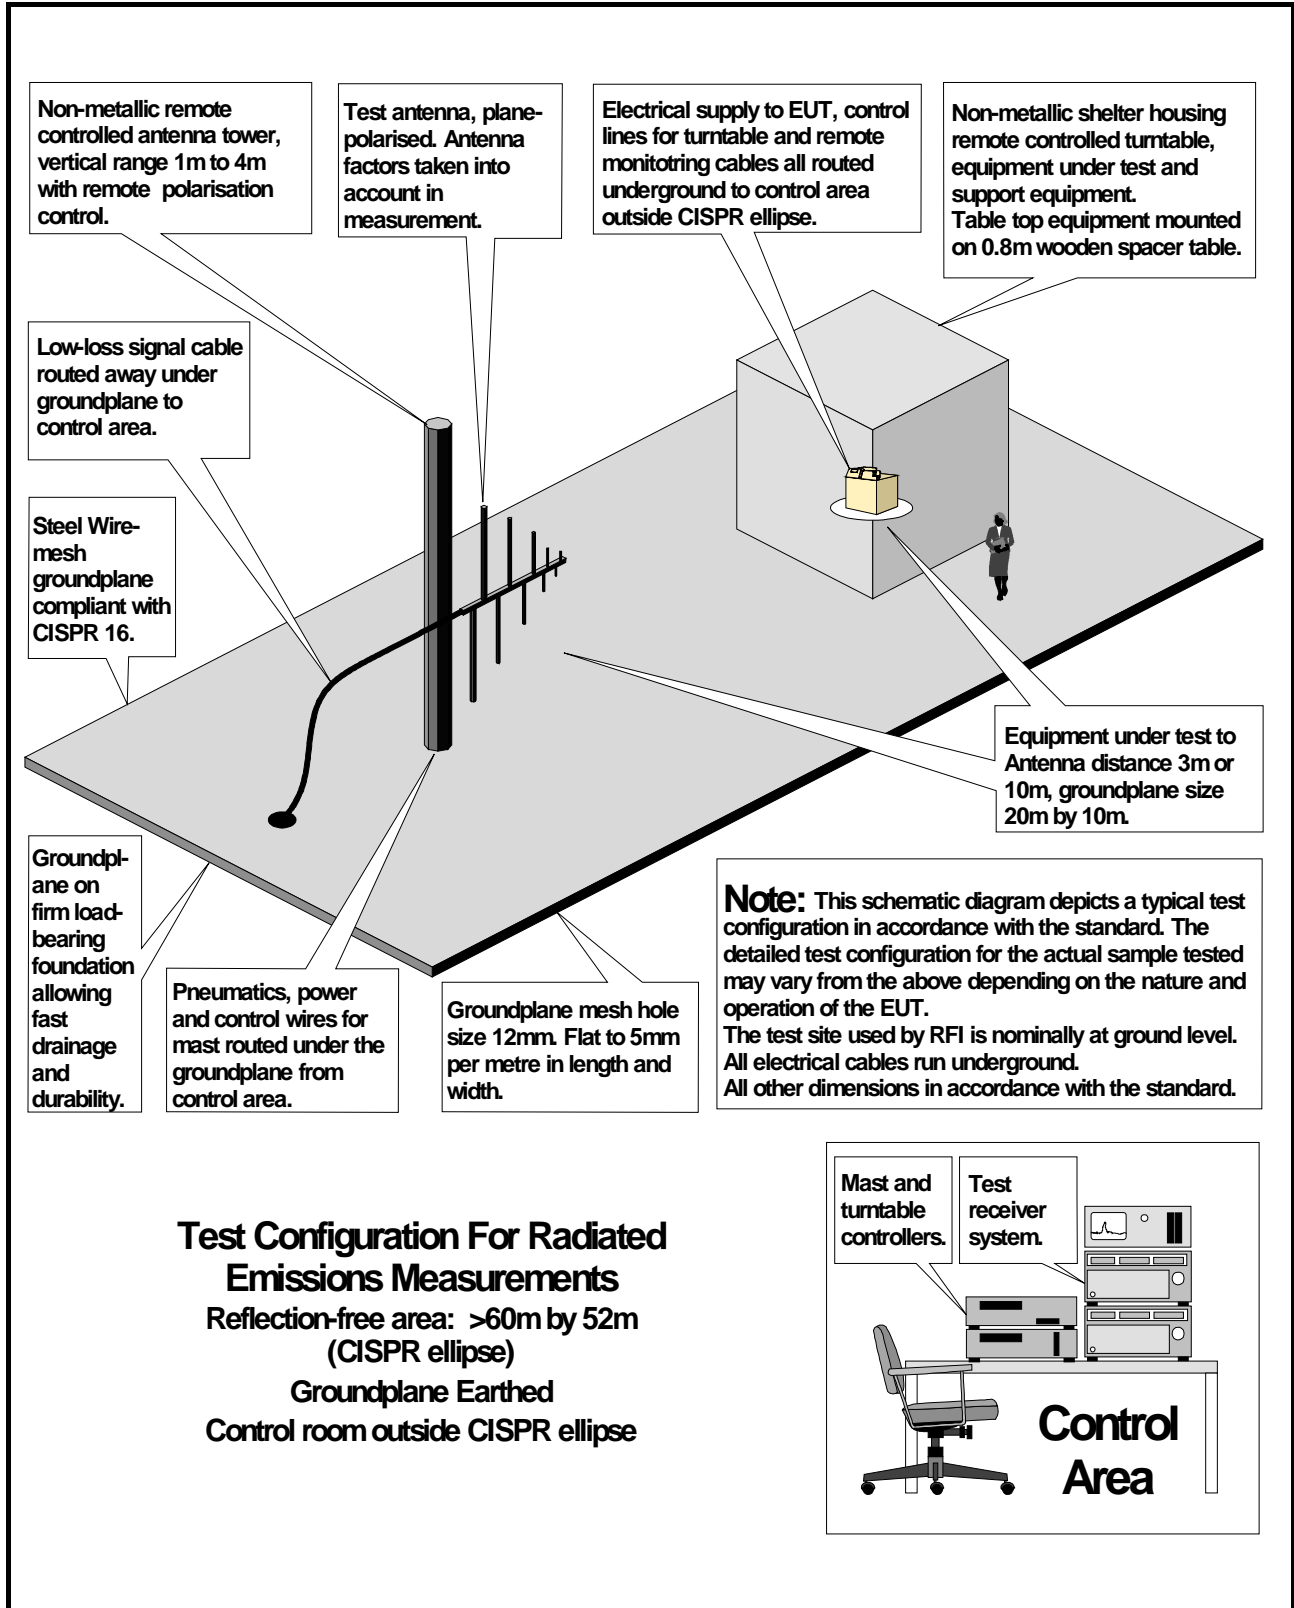 Non-metallic remote
controlled antenna tower,
vertical range 1m to 4m
with remote polarisation
control.
Test antenna, plane-
polarised. Antenna
factors taken into
account in
measurement.
Electrical supply to EUT, control
lines for turntable and remote
monitotring cables all routed
underground to control area
outside CISPR ellipse.
Non-metallic shelter housing
remote controlled turntable,
equipment under test and
support equipment.
Table top equipment mounted
on 0.8m wooden spacer table.
Low-loss signal cable
routed away under
groundplane to
control area.
Steel Wire-
mesh
groundplane
compliant with
CISPR 16.
Equipment under test to
Antenna distance 3m or
10m, groundplane size
20m by 10m.
Groundpl-
ane on
firm load-
bearing
foundation
allowing
fast
drainage
and
durability.
Pneumatics, power
and control wires for
mast routed under the
groundplane from
control area.
Groundplane mesh hole
size 12mm. Flat to 5mm
per metre in length and
width.
Note: This schematic diagram depicts a typical test
configuration in accordance with the standard. The
detailed test configuration for the actual sample tested
may vary from the above depending on the nature and
operation of the EUT.
The test site used by RFI is nominally at ground level.
All electrical cables run underground.
All other dimensions in accordance with the standard.
Test Configuration For Radiated
Emissions Measurements
Reflection-free area: >60m by 52m
(CISPR ellipse)
Groundplane Earthed
Control room outside CISPR ellipse
Mast and
turntable
controllers.
Test
receiver
system.
Control
Area